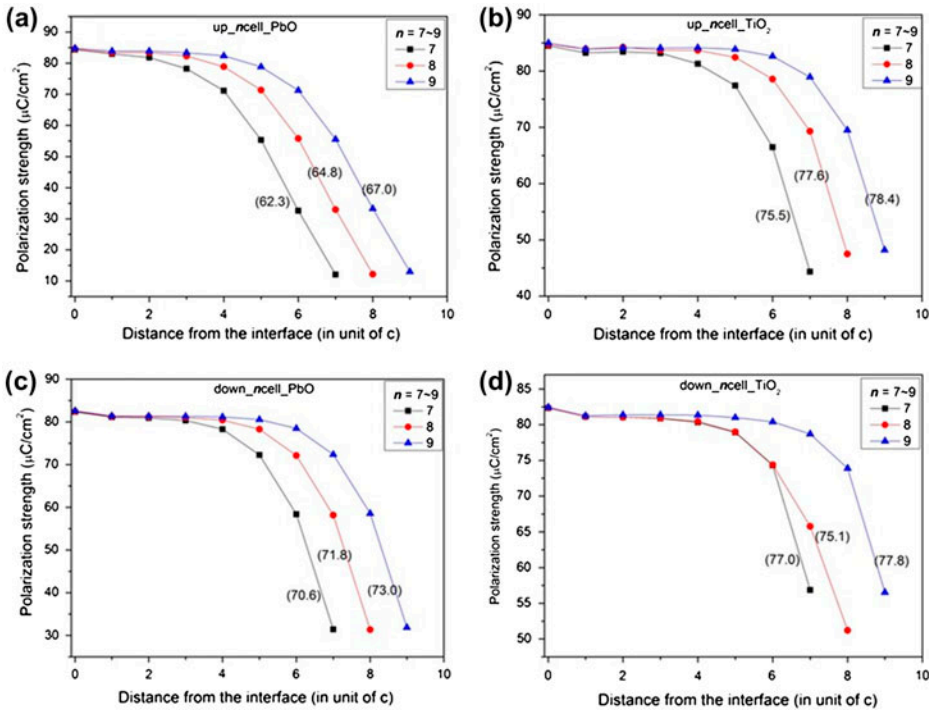 (a)
up_ncell_PbO
n = 7~9
7
8
9
90
80
70
60
50
40
30
20
10
(62.3)
(64.8)
(67.0)
0 2 4 6 8 10
Distance from the interface (in unit of c)
Polarization strength (μC/cm²)
(b)
up_ncell_TiO₂
n = 7~9
7
8
9
90
80
70
60
50
40
(75.5)
(77.6)
(78.4)
0 2 4 6 8 10
Distance from the interface (in unit of c)
Polarization strength (μC/cm²)
(c)
down_ncell_PbO
n = 7~9
7
8
9
90
80
70
60
50
40
30
(70.6)
(71.8)
(73.0)
0 2 4 6 8 10
Distance from the interface (in unit of c)
Polarization strength (μC/cm²)
(d)
down_ncell_TiO₂
n = 7~9
7
8
9
85
80
75
70
65
60
55
50
(77.0)
(75.1)
(77.8)
0 2 4 6 8 10
Distance from the interface (in unit of c)
Polarization strength (μC/cm²)